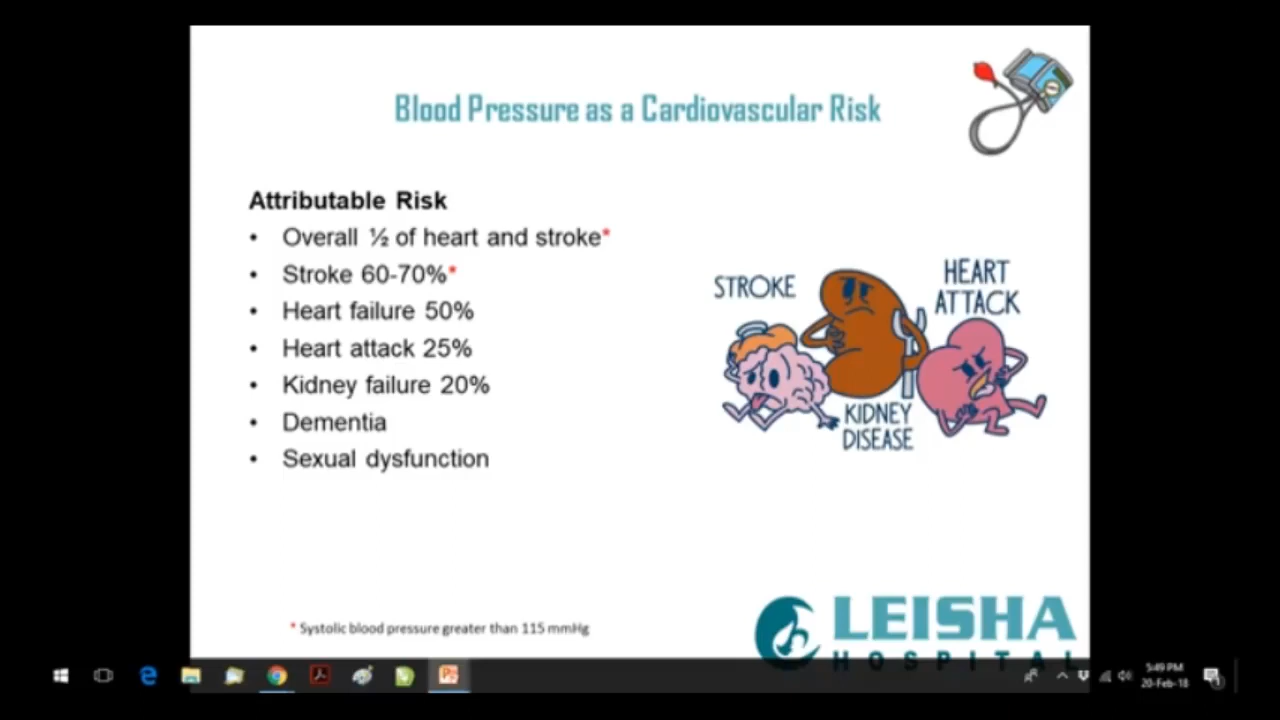 Blood Pressure as a Cardiovascular Risk
Attributable Risk
• Overall ½ of heart and stroke*
• Stroke 60-70%*
• Heart failure 50%
• Heart attack 25%
• Kidney failure 20%
• Dementia
• Sexual dysfunction
STROKE
HEART
ATTACK
KIDNEY
DISEASE
* Systolic blood pressure greater than 115 mmHg
LEISHA
HOSPITAL
5:49 PM
20-Feb-18